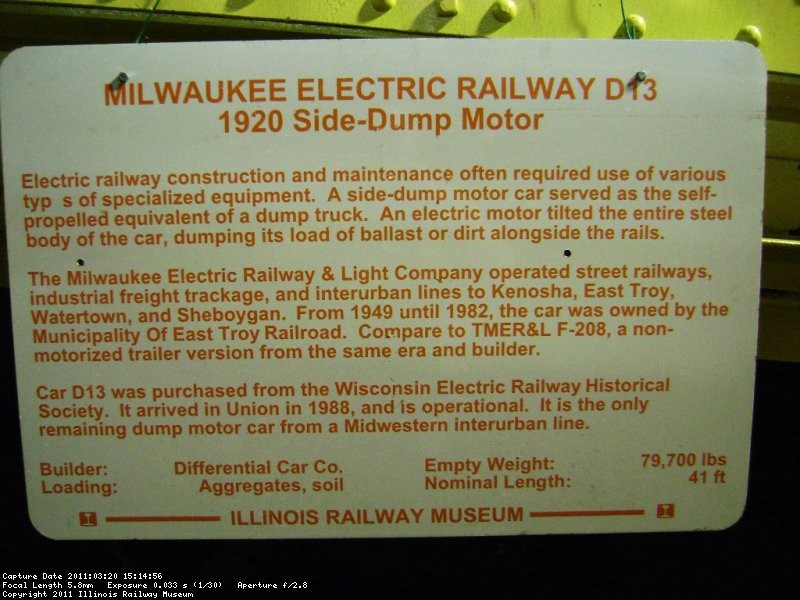 MILWAUKEE ELECTRIC RAILWAY D13
1920 Side-Dump Motor
Electric railway construction and maintenance often required use of various
typ s of specialized equipment. A side-dump motor car served as the self-
propelled equivalent of a dump truck. An electric motor tilted the entire steel
body of the car, dumping its load of ballast or dirt alongside the rails.
The Milwaukee Electric Railway & Light Company operated street railways,
industrial freight trackage, and interurban lines to Kenosha, East Troy,
Watertown, and Sheboygan. From 1949 until 1982, the car was owned by the
Municipality Of East Troy Railroad. Compare to TMER&L F-208, a non-
motorized trailer version from the same era and builder.
Car D13 was purchased from the Wisconsin Electric Railway Historical
Society. It arrived in Union in 1988, and is operational. It is the only
remaining dump motor car from a Midwestern interurban line.
Builder: Differential Car Co. Empty Weight: 79,700 lbs
Loading: Aggregates, soil Nominal Length: 41 ft
I ILLINOIS RAILWAY MUSEUM I
Capture Date 2011:03:20 15:14:56
Focal Length 5.8mm Exposure 0.033 s (1/30) Aperture f/2.8
Copyright 2011 Illinois Railway Museum